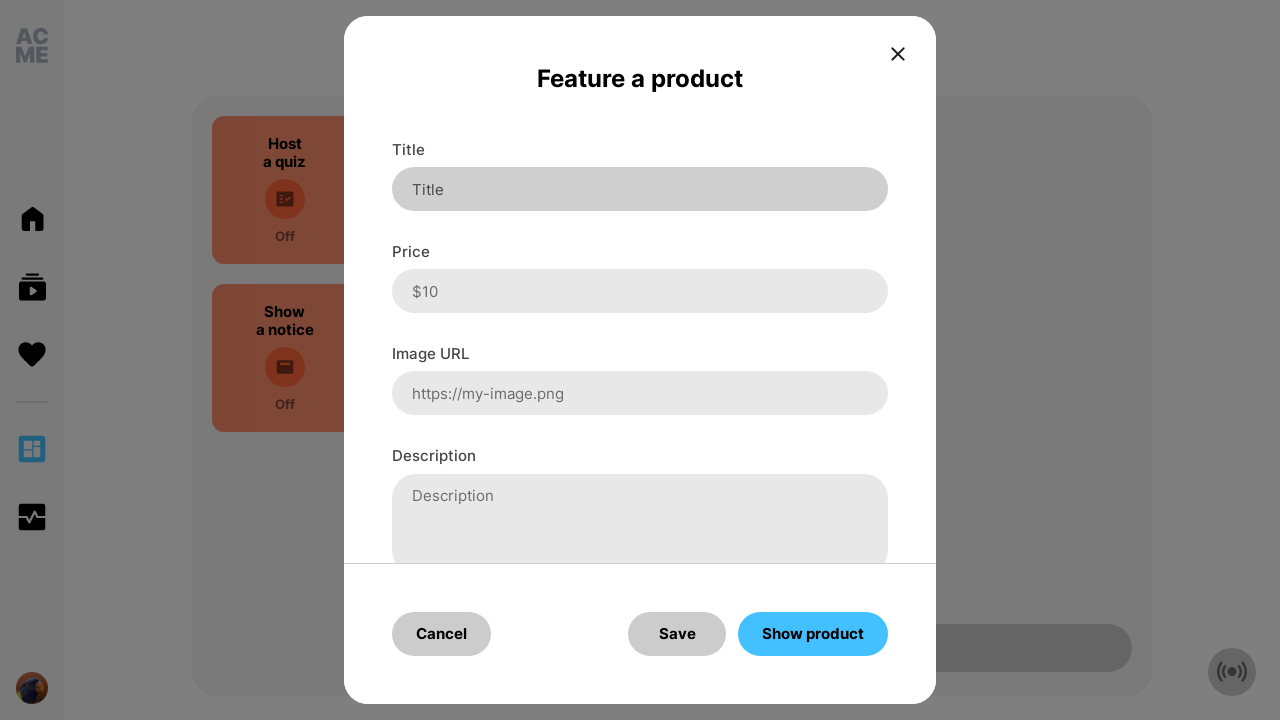 AC
ME
Host
a quiz
Off
Show
a notice
Off
Feature a product
Title
Title
Price
$10
Image URL
https://my-image.png
Description
Description
Cancel
Save
Show product